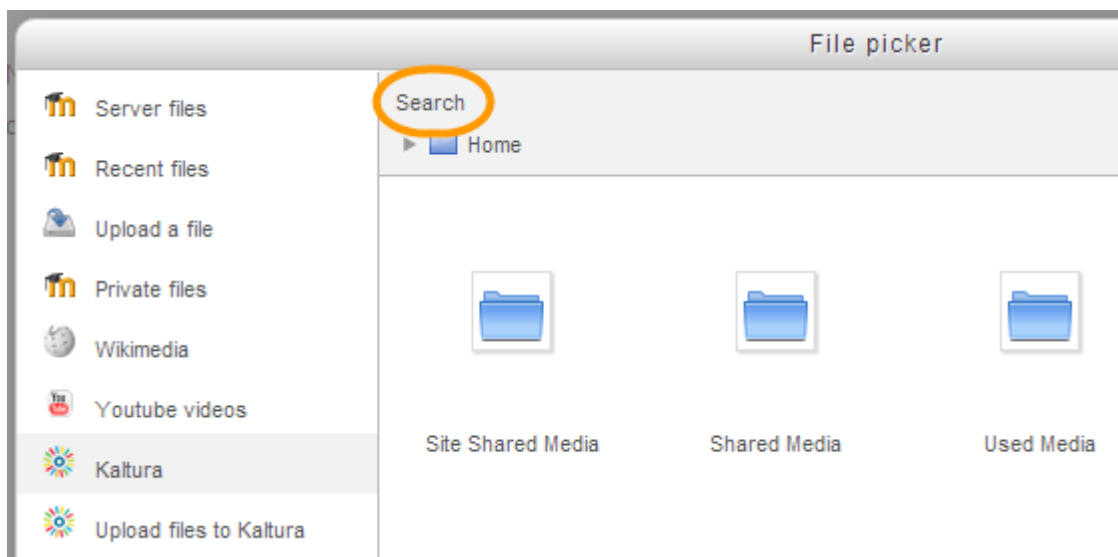 File picker
Server files
Recent files
Upload a file
Private files
Wikimedia
Youtube videos
Kaltura
Upload files to Kaltura
Search
Home
Site Shared Media
Shared Media
Used Media